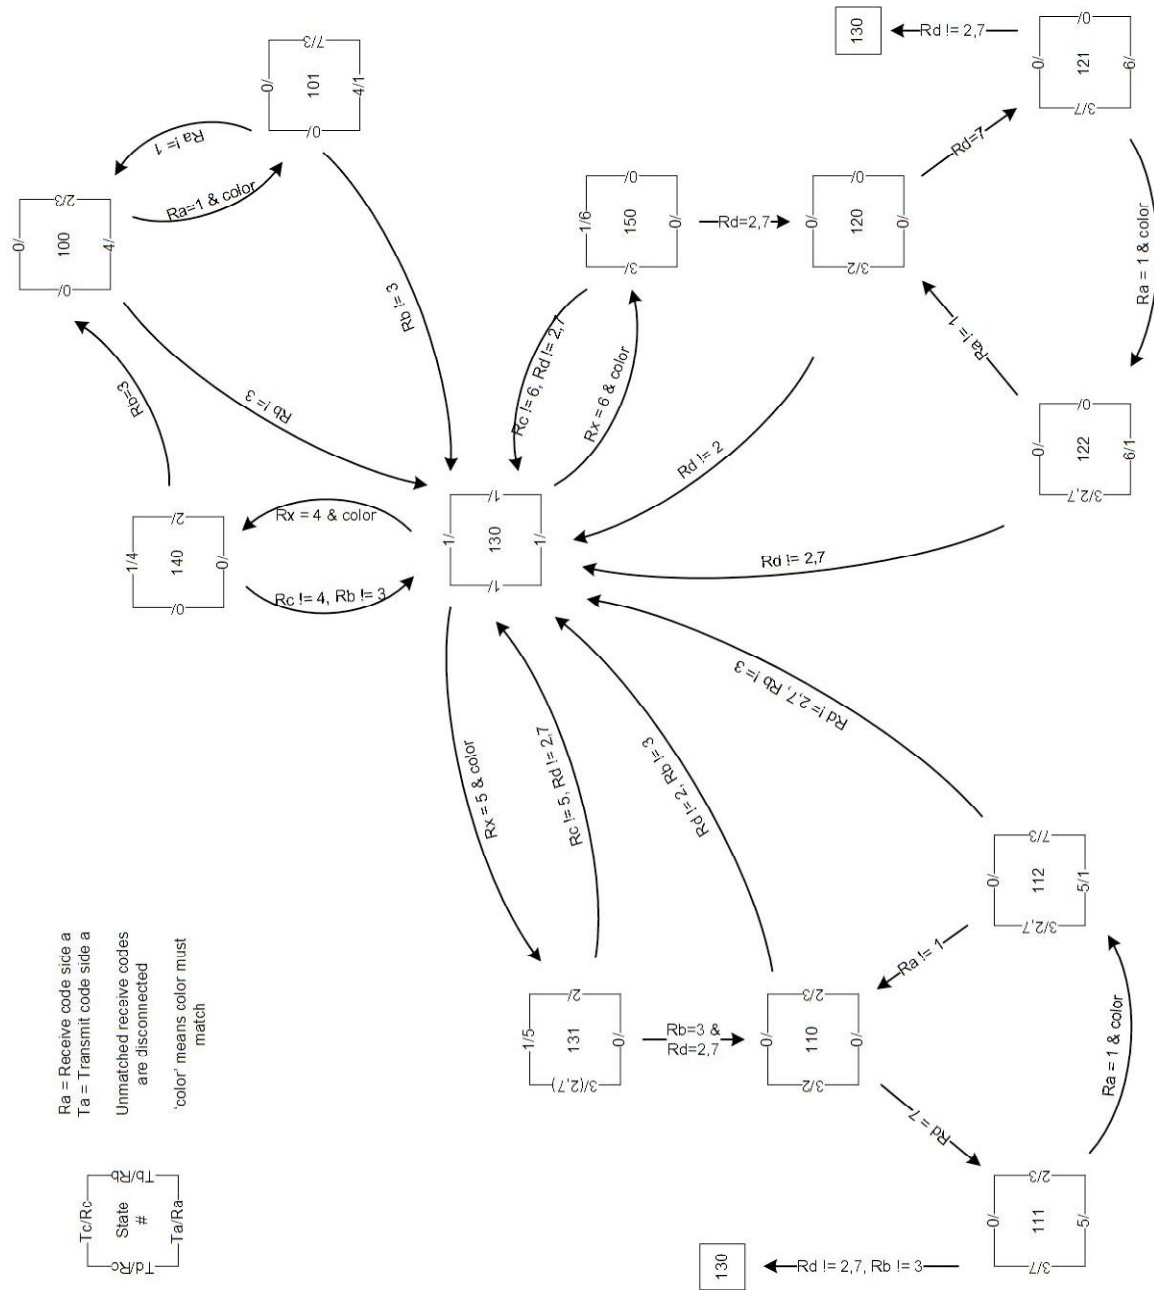 0/
7/3
101
4/1
0/
Ra != 1
Ra=1 & color
0/
2/3
100
4/
0/
Rb != 3
Rb=3
Rb != 3
1/4
2/
140
0/
0/
Rx = 4 & color
Rc != 4, Rb != 3
1/
1/
130
1/
1/
130
Rd != 2,7
0/
0/
121
6/
3/7
Rd=7
1/6
0/
150
0/
3/
Rd=2,7
0/
0/
120
0/
3/2
Ra = 1 & color
Ra != 1
Rc != 6, Rd != 2,7
Rx = 6 & color
Rd != 2
0/
0/
122
6/1
3/2,7
Rd != 2,7
Rd != 2,7, Rb != 3
Rd != 2, Rb != 3
Rc != 5, Rd != 2,7
Rx = 5 & color
0/
7/3
112
5/1
3/2,7
Ra != 1
1/5
2/
131
0/
3/(2,7)
Rb=3 &
Rd=2,7
0/
2/3
110
0/
3/2
Rd = 7
Ra = 1 & color
0/
2/3
111
5/
3/7
Rd != 2,7, Rb != 3
130
Ra = Receive code side a
Ta = Transmit code side a
Unmatched receive codes
are disconnected
'color' means color must
match
Tc/Rc
Tb/Rb
State
#
Ta/Ra
Td/Rc